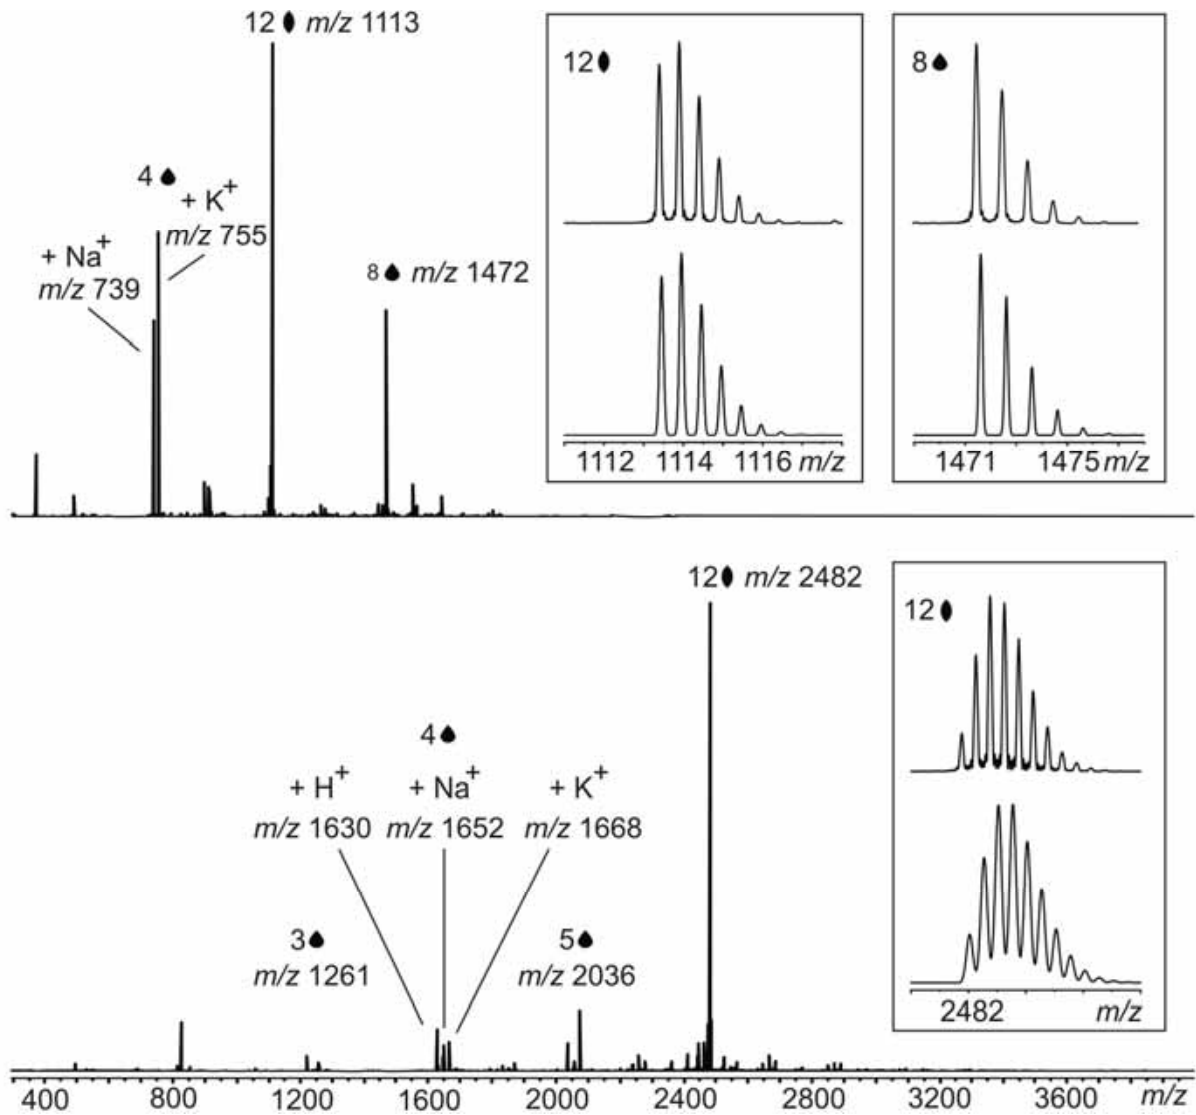 12 m/z 1113
4
+ K+
m/z 755
+ Na+
m/z 739
8 m/z 1472
12
1112 1114 1116 m/z
8
1471 1475 m/z
12 m/z 2482
4
+ H+ + Na+ + K+
m/z 1630 m/z 1652 m/z 1668
3
m/z 1261
5
m/z 2036
12
2482 m/z
400 800 1200 1600 2000 2400 2800 3200 3600 m/z